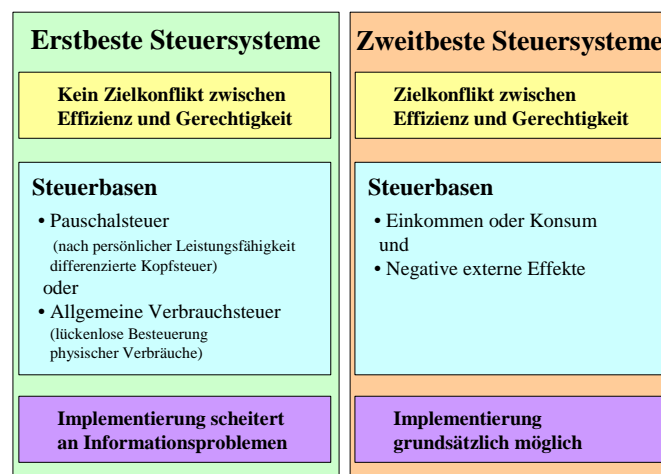 Erstbeste Steuersysteme
Kein Zielkonflikt zwischen
Effizienz und Gerechtigkeit
Steuerbasen
• Pauschalsteuer
(nach persönlicher Leistungsfähigkeit
differenzierte Kopfsteuer)
oder
• Allgemeine Verbrauchsteuer
(lückenlose Besteuerung
physischer Verbräuche)
Implementierung scheitert
an Informationsproblemen
Zweitbeste Steuersysteme
Zielkonflikt zwischen
Effizienz und Gerechtigkeit
Steuerbasen
• Einkommen oder Konsum
und
• Negative externe Effekte
Implementierung
grundsätzlich möglich